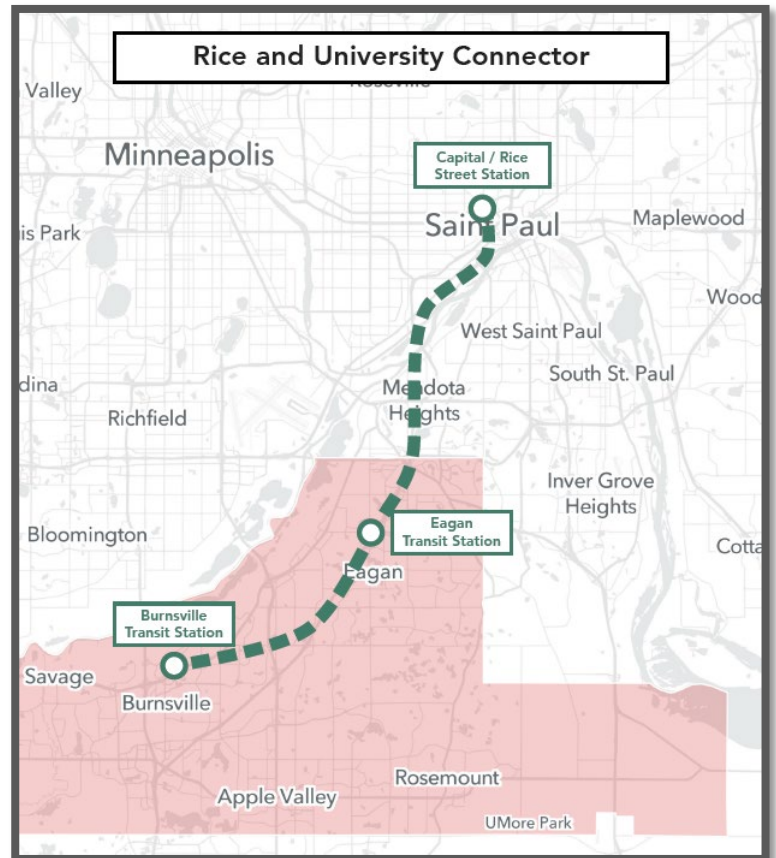 Rice and University Connector
Valley
Minneapolis
Capital / Rice
Street Station
Saint Paul
Maplewood
is Park
Wood
West Saint Paul
South St. Paul
dina
Mendota
Heights
Richfield
Inver Grove
Heights
Bloomington
Eagan
Transit Station
Cotta
Eagan
Burnsville
Transit Station
Savage
Burnsville
Rosemount
Apple Valley
UMore Park